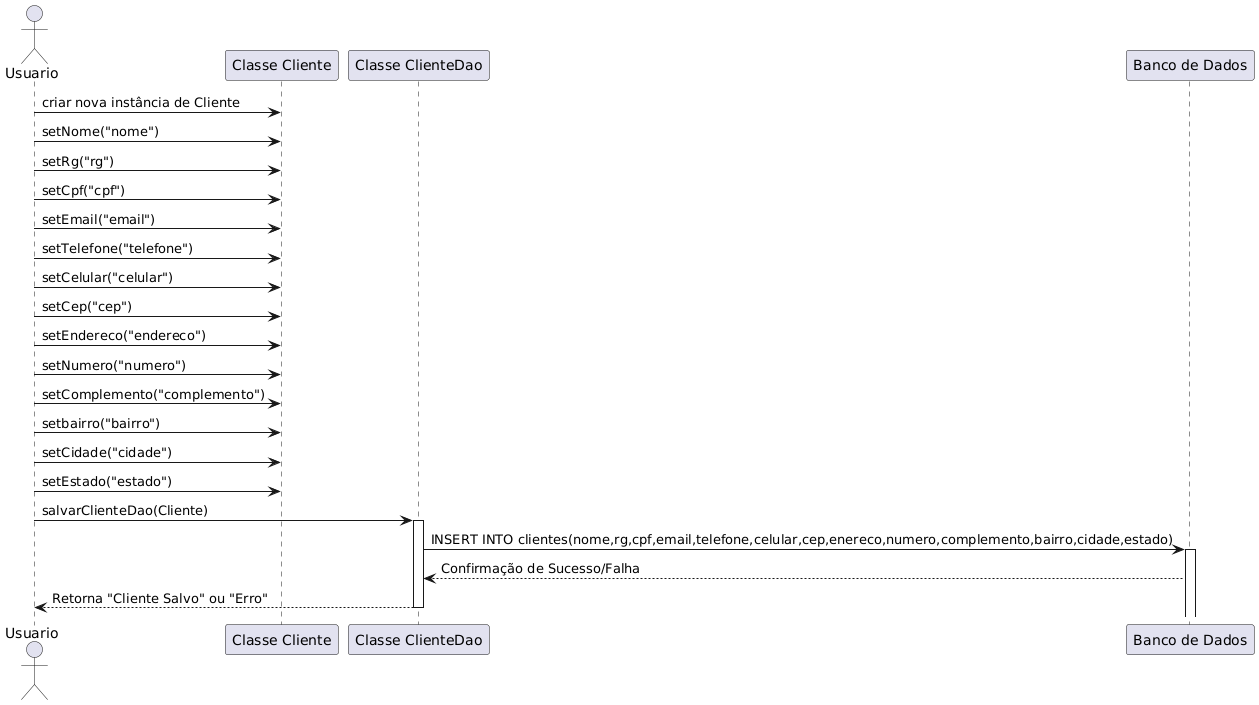 Usuario
Classe Cliente
Classe ClienteDao
Banco de Dados
criar nova instância de Cliente
setNome("nome")
setRg("rg")
setCpf("cpf")
setEmail("email")
setTelefone("telefone")
setCelular("celular")
setCep("cep")
setEndereco("endereco")
setNumero("numero")
setComplemento("complemento")
setbairro("bairro")
setCidade("cidade")
setEstado("estado")
salvarClienteDao(Cliente)
INSERT INTO clientes(nome,rg,cpf,email,telefone,celular,cep,enereco,numero,complemento,bairro,cidade,estado)
Confirmação de Sucesso/Falha
Retorna "Cliente Salvo" ou "Erro"
Usuario
Classe Cliente
Classe ClienteDao
Banco de Dados